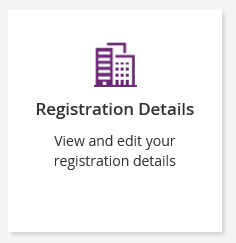 Registration Details
View and edit your
registration details